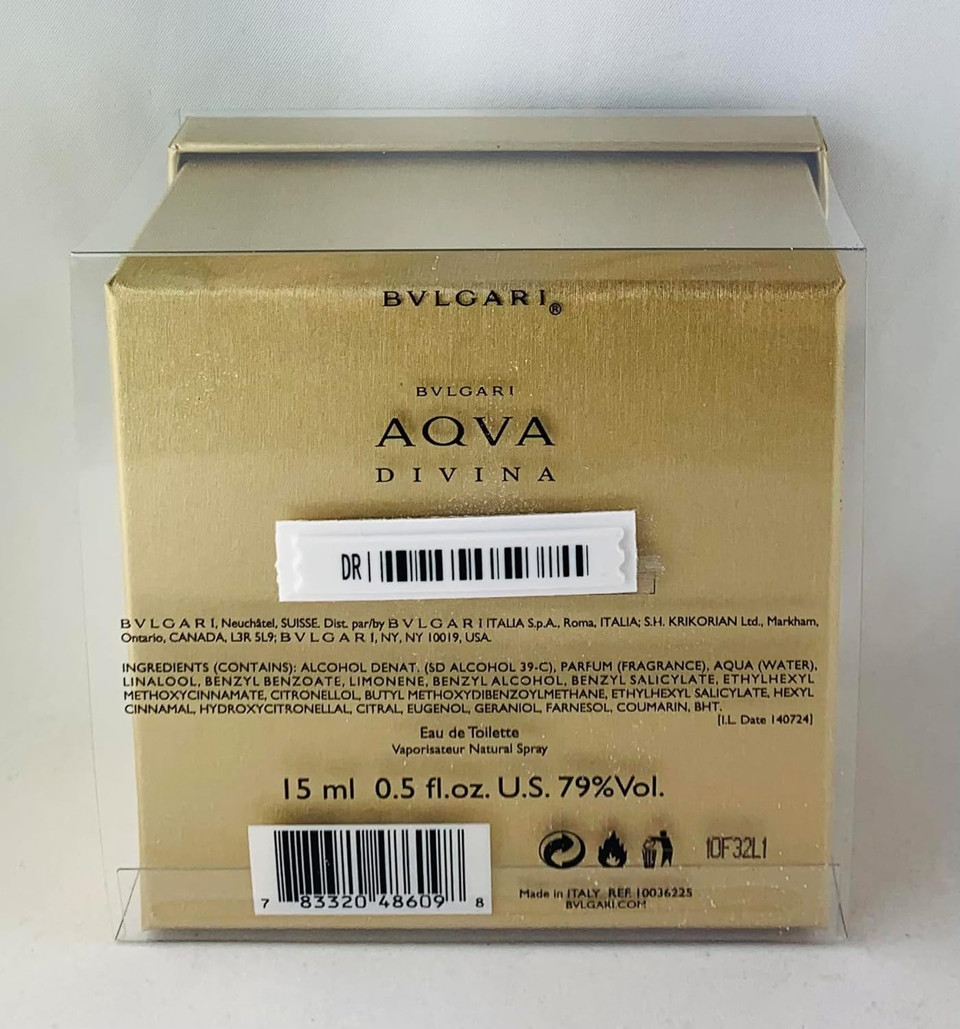 BVLGARI®
BVLGARI
AQVA
DIVINA
DR
BVLGARI, Neuchâtel, SUISSE. Dist. par/by BVLGARI ITALIA S.p.A., Roma, ITALIA; S.H. KRIKORIAN Ltd., Markham,
Ontario, CANADA, L3R 5L9; BVLGARI, NY, NY 10019, USA.
INGREDIENTS (CONTAINS): ALCOHOL DENAT. (SD ALCOHOL 39-C), PARFUM (FRAGRANCE), AQUA (WATER),
LINALOOL, BENZYL BENZOATE, LIMONENE, BENZYL ALCOHOL, BENZYL SALICYLATE, ETHYLHEXYL
METHOXYCINNAMATE, CITRONELLOL, BUTYL METHOXYDIBENZOYLMETHANE, ETHYLHEXYL SALICYLATE, HEXYL
CINNAMAL, HYDROXYCITRONELLAL, CITRAL, EUGENOL, GERANIOL, FARNESOL, COUMARIN, BHT.
[I.L. Date 140724]
Eau de Toilette
Vaporisateur Natural Spray
15 ml 0.5 fl.oz. U.S. 79%Vol.
10F32L1
7 83320 48609 8
Made in ITALY REF. 10036225
BVLGARI.COM